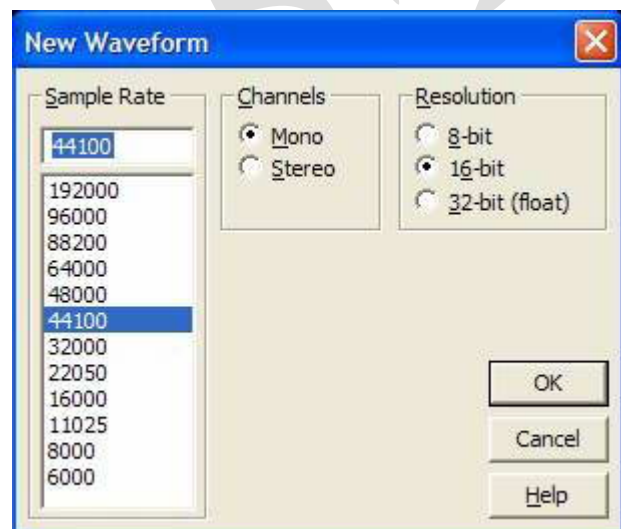 New Waveform
Sample Rate
44100
192000
96000
88200
64000
48000
44100
32000
22050
16000
11025
8000
6000
Channels
Mono
Stereo
Resolution
8-bit
16-bit
32-bit (float)
OK
Cancel
Help